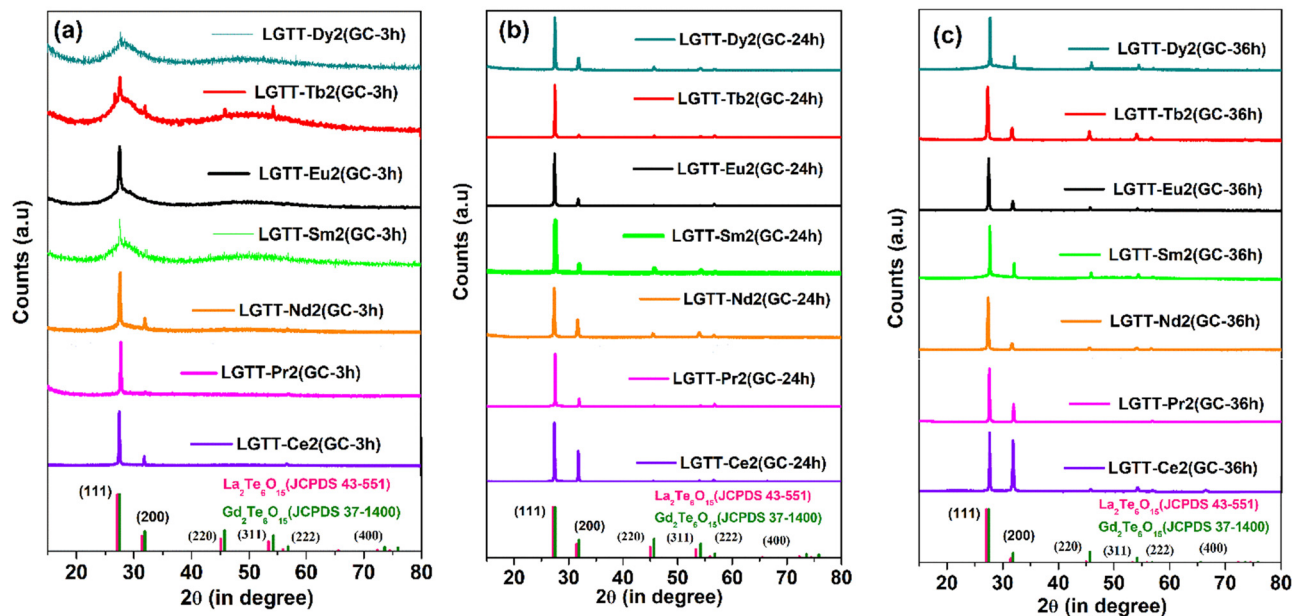 (a)
LGTT-Dy2(GC-3h)
LGTT-Tb2(GC-3h)
LGTT-Eu2(GC-3h)
LGTT-Sm2(GC-3h)
LGTT-Nd2(GC-3h)
LGTT-Pr2(GC-3h)
LGTT-Ce2(GC-3h)
La₂Te₆O₁₅(JCPDS 43-551)
Gd₂Te₆O₁₅(JCPDS 37-1400)
(111)
(200)
(220) (311) (222) (400)
20 30 40 50 60 70 80
2θ (in degree)
Counts (a.u)
(b)
LGTT-Dy2(GC-24h)
LGTT-Tb2(GC-24h)
LGTT-Eu2(GC-24h)
LGTT-Sm2(GC-24h)
LGTT-Nd2(GC-24h)
LGTT-Pr2(GC-24h)
LGTT-Ce2(GC-24h)
La₂Te₆O₁₅(JCPDS 43-551)
Gd₂Te₆O₁₅(JCPDS 37-1400)
(111)
(200)
(220) (311) (222) (400)
20 30 40 50 60 70 80
2θ (in degree)
Counts (a.u)
(c)
LGTT-Dy2(GC-36h)
LGTT-Tb2(GC-36h)
LGTT-Eu2(GC-36h)
LGTT-Sm2(GC-36h)
LGTT-Nd2(GC-36h)
LGTT-Pr2(GC-36h)
LGTT-Ce2(GC-36h)
La₂Te₆O₁₅(JCPDS 43-551)
Gd₂Te₆O₁₅(JCPDS 37-1400)
(111)
(200)
(220) (311) (222) (400)
20 30 40 50 60 70 80
2θ (in degree)
Counts (a.u)